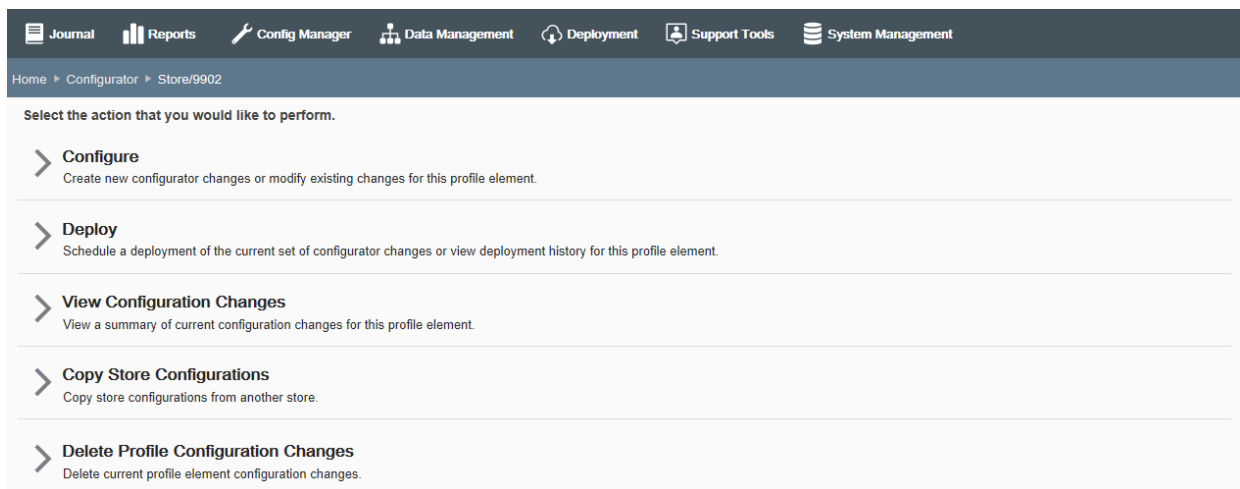 Journal Reports Config Manager Data Management Deployment Support Tools System Management
Home ▸ Configurator ▸ Store/9902
Select the action that you would like to perform.
Configure
Create new configurator changes or modify existing changes for this profile element.
Deploy
Schedule a deployment of the current set of configurator changes or view deployment history for this profile element.
View Configuration Changes
View a summary of current configuration changes for this profile element.
Copy Store Configurations
Copy store configurations from another store.
Delete Profile Configuration Changes
Delete current profile element configuration changes.